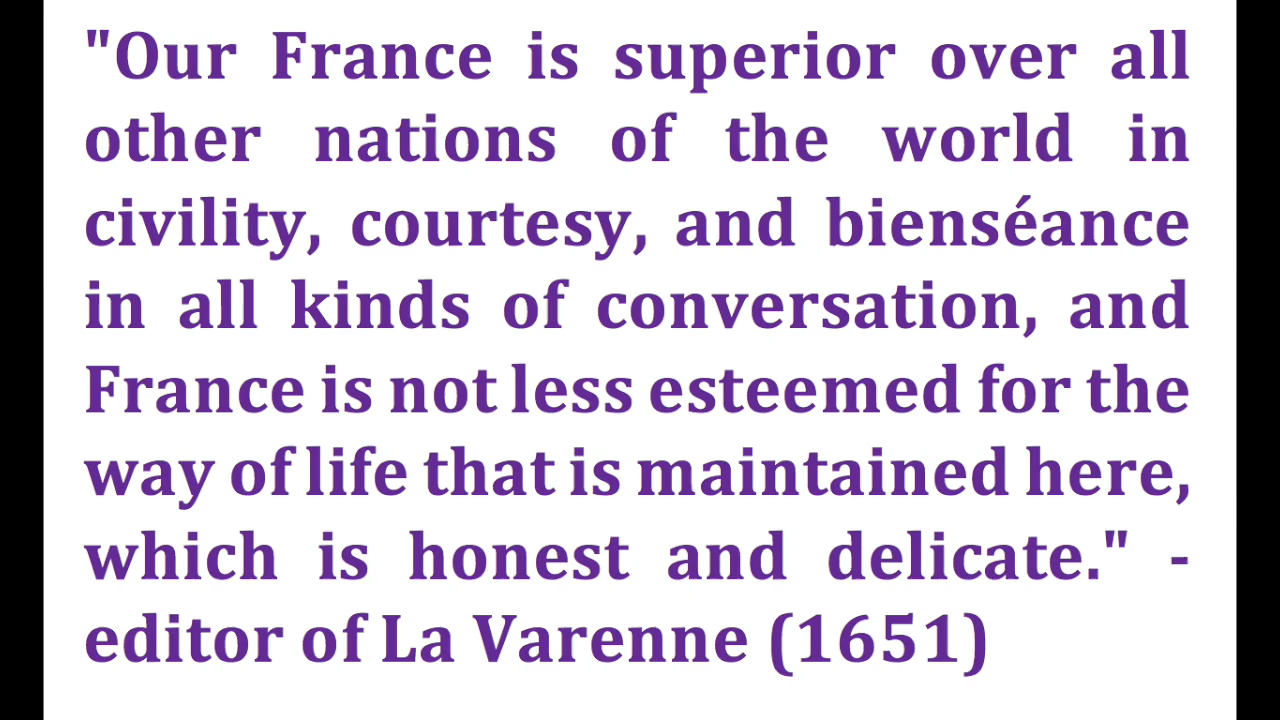 "Our France is superior over all
other nations of the world in
civility, courtesy, and bienséance
in all kinds of conversation, and
France is not less esteemed for the
way of life that is maintained here,
which is honest and delicate." -
editor of La Varenne (1651)